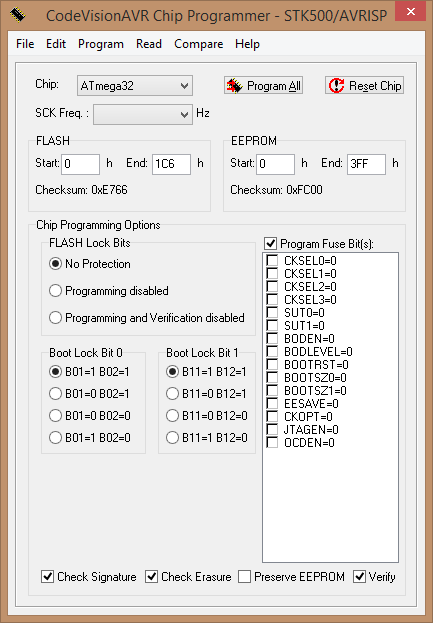 CodeVisionAVR Chip Programmer - STK500/AVRISP
File Edit Program Read Compare Help
Chip: ATmega32 Program All Reset Chip
SCK Freq. : Hz
FLASH
Start: 0 h End: 1C6 h
Checksum: 0xE766
EEPROM
Start: 0 h End: 3FF h
Checksum: 0xFC00
Chip Programming Options
FLASH Lock Bits
No Protection
Programming disabled
Programming and Verification disabled
Boot Lock Bit 0
B01=1 B02=1
B01=0 B02=1
B01=0 B02=0
B01=1 B02=0
Boot Lock Bit 1
B11=1 B12=1
B11=0 B12=1
B11=0 B12=0
B11=1 B12=0
Program Fuse Bit(s):
CKSEL0=0
CKSEL1=0
CKSEL2=0
CKSEL3=0
SUT0=0
SUT1=0
BODEN=0
BODLEVEL=0
BOOTRST=0
BOOTSZ0=0
BOOTSZ1=0
EESAVE=0
CKOPT=0
JTAGEN=0
OCDEN=0
Check Signature Check Erasure Preserve EEPROM Verify